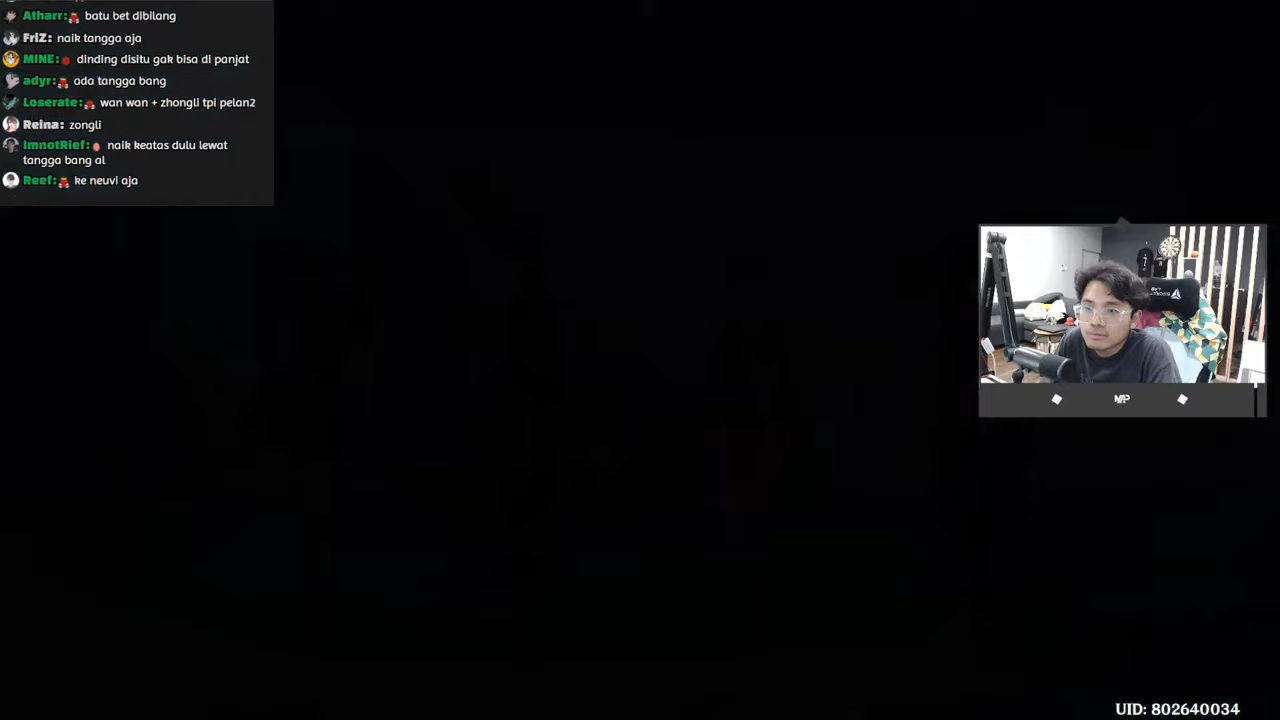 Atharr: batu bet dibilang
FriZ: naik tangga aja
MINE: dinding disitu gak bisa di panjat
adyr: ada tangga bang
Loserate: wan wan + zhongli tpi pelan2
Reina: zongli
ImnotRief: naik keatas dulu lewat
tangga bang al
Reef: ke neuvi aja
UID: 802640034